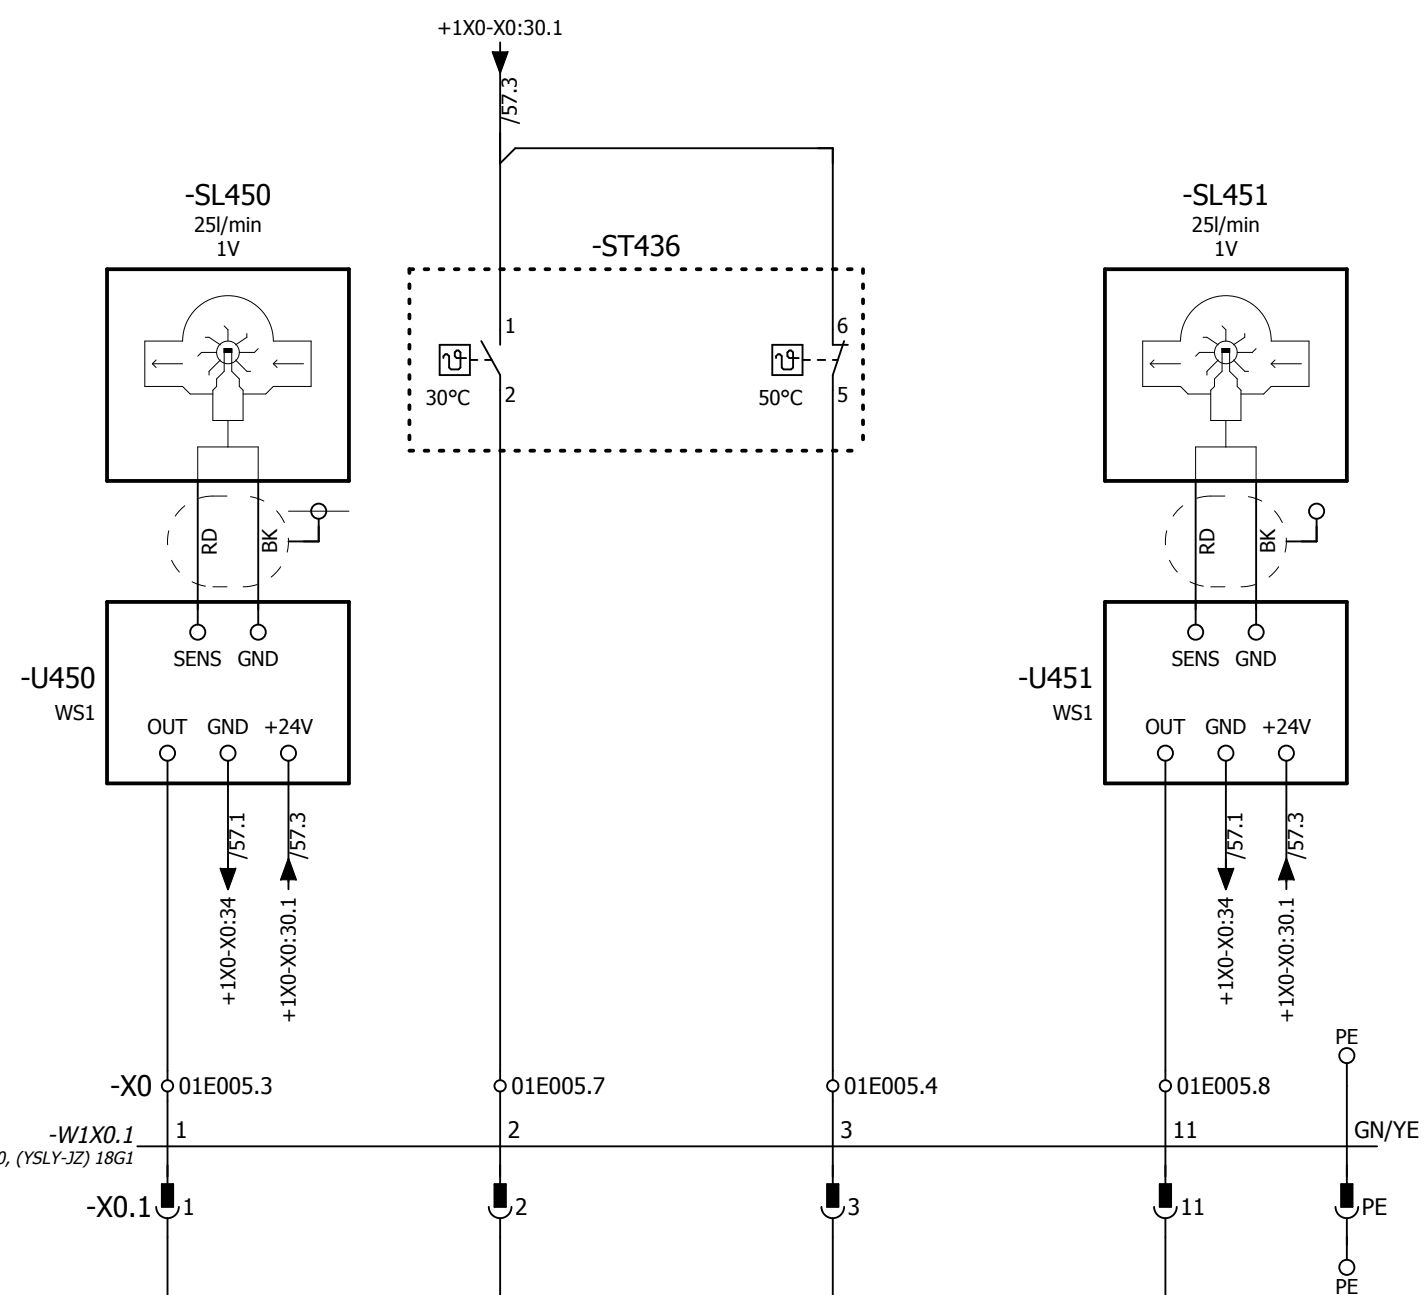 +1X0-X0:30.1
/57.3
-SL450
25l/min
1V
-ST436
-SL451
25l/min
1V
1
6
30°C
2
50°C
5
RD
BK
RD
BK
SENS GND
SENS GND
-U450
WS1
-U451
WS1
OUT GND +24V
OUT GND +24V
/57.1
/57.3
/57.1
/57.3
+1X0-X0:34
+1X0-X0:30.1
+1X0-X0:34
+1X0-X0:30.1
PE
-X0 01E005.3 01E005.7 01E005.4 01E005.8
-W1X0.1 1 2 3 11 GN/YE
0, (YSLY-JZ) 18G1
-X0.1 1 2 3 11 PE
PE